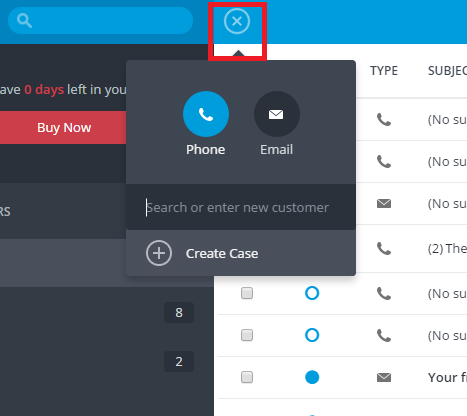 ave 0 days left in you
Buy Now
RS
8
2
Phone
Email
Search or enter new customer
Create Case
TYPE
SUBJEC
(No su
(No su
(No su
(2) The
(No su
(No su
Your fi